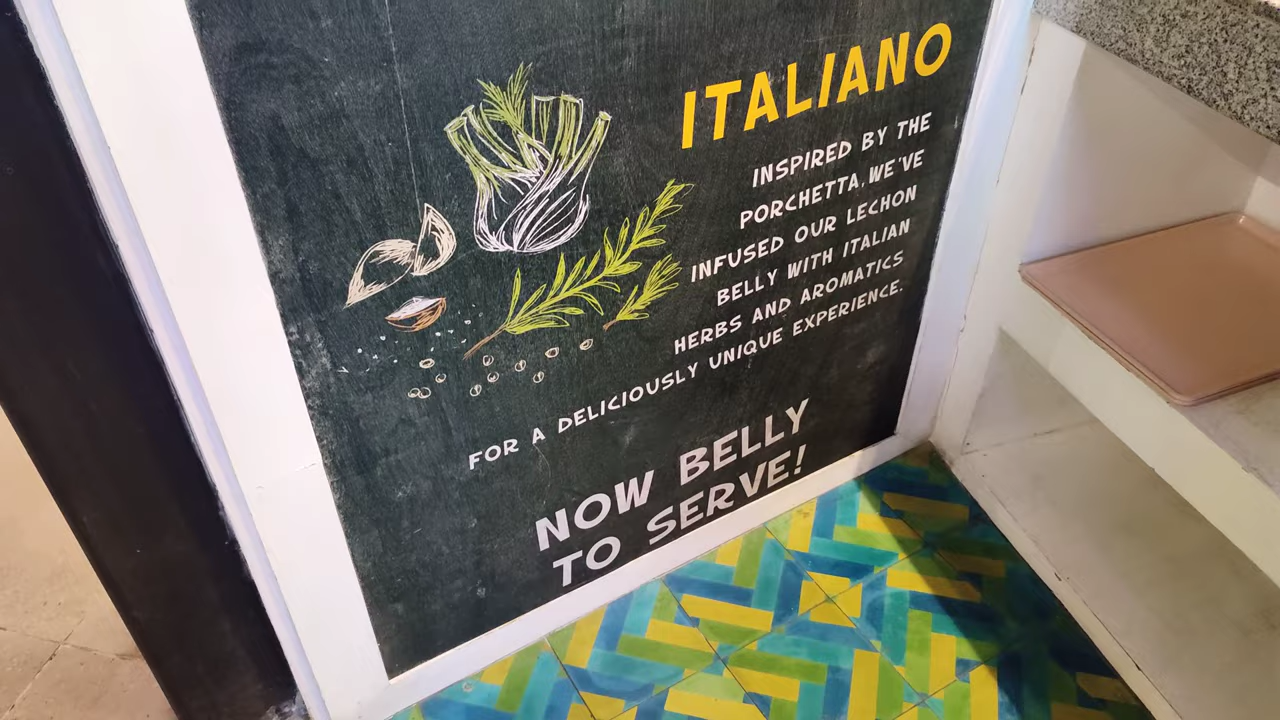 ITALIANO
INSPIRED BY THE
PORCHETTA, WE'VE
INFUSED OUR LECHON
BELLY WITH ITALIAN
HERBS AND AROMATICS
FOR A DELICIOUSLY UNIQUE EXPERIENCE.
NOW BELLY
TO SERVE!